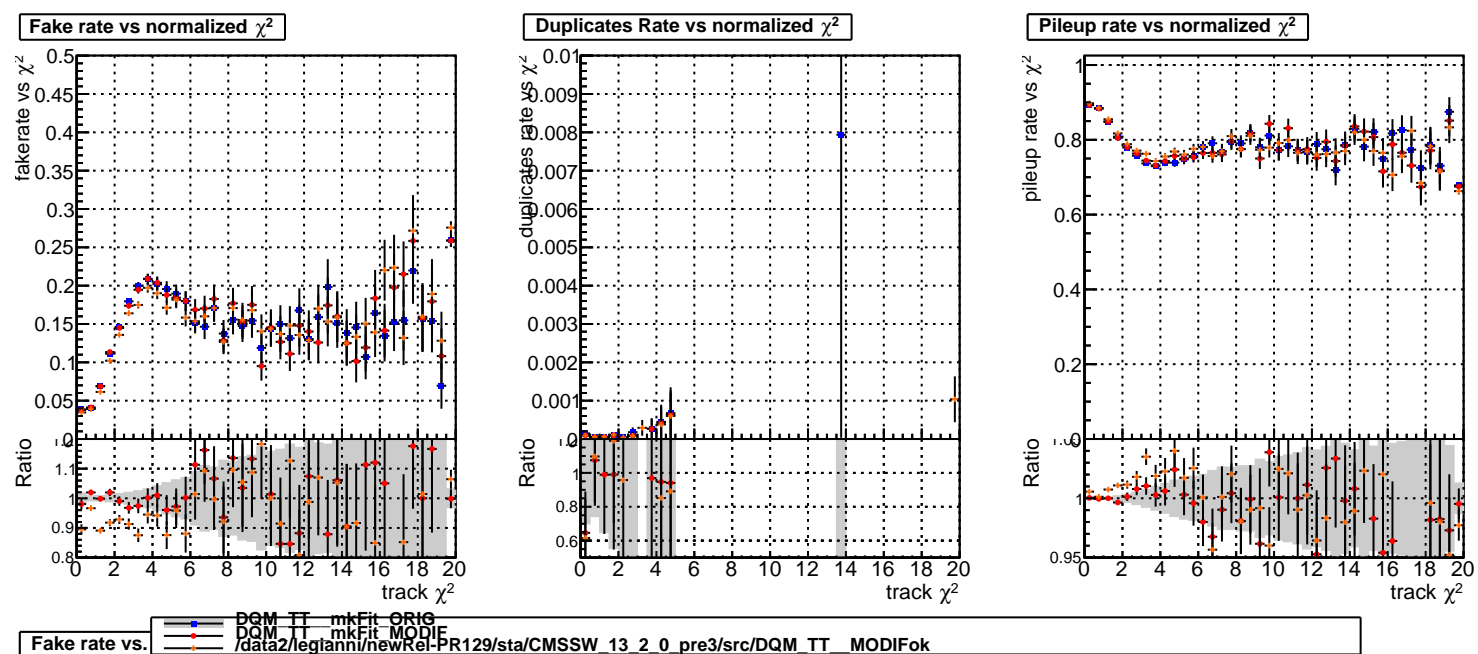 Fake rate vs normalized χ²
Duplicates Rate vs normalized χ²
Pileup rate vs normalized χ²
fakerate vs χ²
0.5
0.45
0.4
0.35
0.3
0.25
0.2
0.15
0.1
0.05
0
Ratio
1.1
1
0.9
0.8
0 2 4 6 8 10 12 14 16 18 20
track χ²
duplicates rate vs χ²
0.01
0.009
0.008
0.007
0.006
0.005
0.004
0.003
0.002
0.001
0
Ratio
1
0.8
0.6
0 2 4 6 8 10 12 14 16 18 20
track χ²
pileup rate vs χ²
1
0.8
0.6
0.4
0.2
0
Ratio
1
0.95
0 2 4 6 8 10 12 14 16 18 20
track χ²
DQM_TT__mkFit_ORIG
DQM_TT__mkFit_MODIF
Fake rate vs.
/data2/legianni/newRel-PR129/sta/CMSSW_13_2_0_pre3/src/DQM_TT__MODIFok